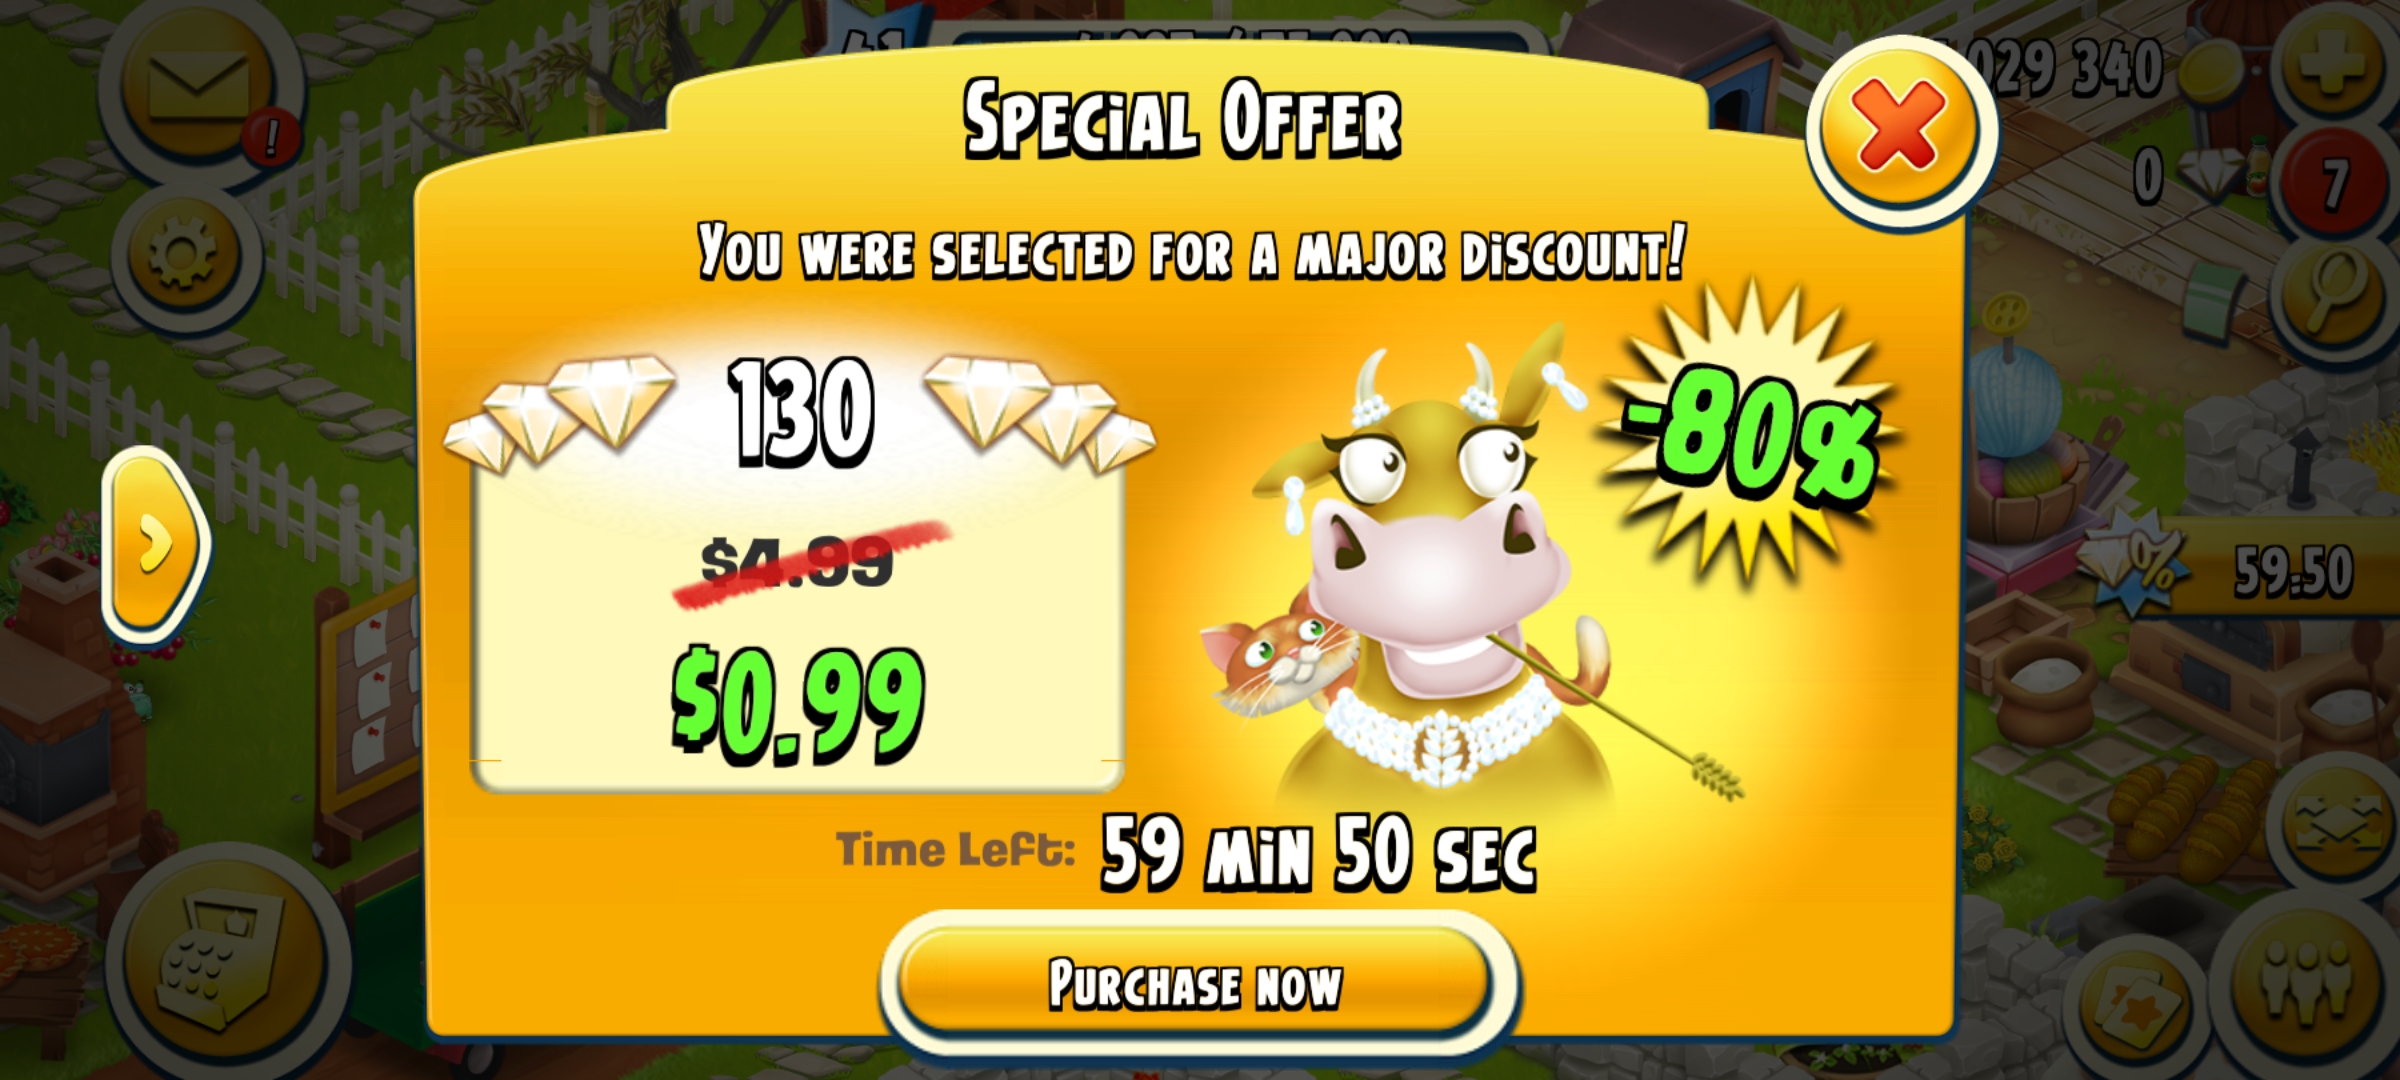 029 340
0
7
!
Special Offer
You were selected for a major discount!
130
-80%
$4.99
$0.99
%
59:50
Time Left: 59 min 50 sec
Purchase now